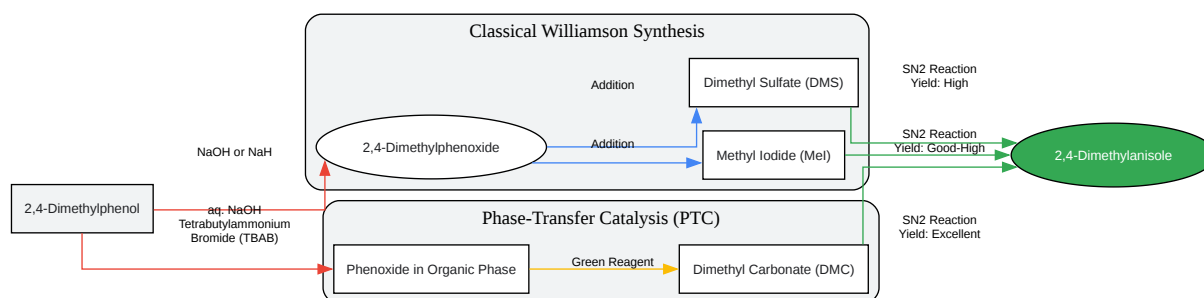 Classical Williamson Synthesis
Addition
Dimethyl Sulfate (DMS)
SN2 Reaction
Yield: High
NaOH or NaH
2,4-Dimethylphenoxide
Addition
Methyl Iodide (MeI)
SN2 Reaction
Yield: Good-High
2,4-Dimethylanisole
2,4-Dimethylphenol
aq. NaOH
Tetrabutylammonium
Bromide (TBAB)
Phase-Transfer Catalysis (PTC)
Phenoxide in Organic Phase
Green Reagent
Dimethyl Carbonate (DMC)
SN2 Reaction
Yield: Excellent